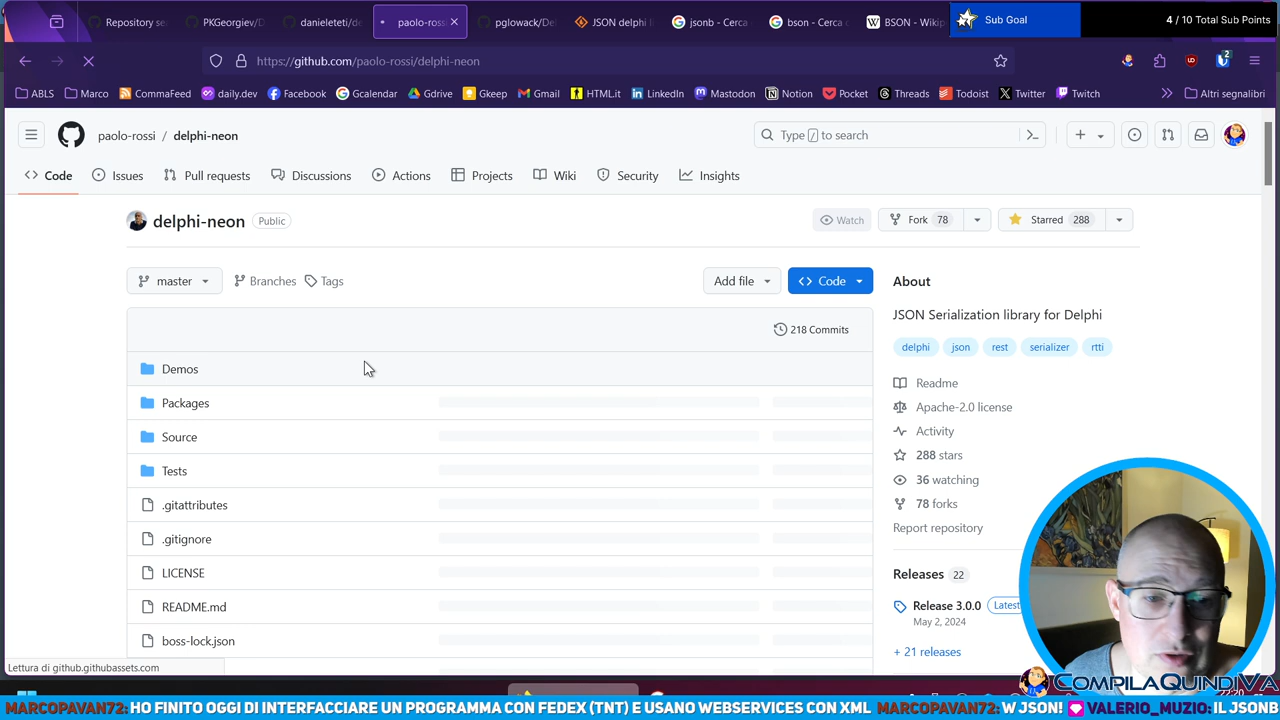 Repository se
PKGeorgiev/D
danieleteti/de
paolo-rossi
pglowack/Del
JSON delphi li
jsonb - Cerca
bson - Cerca c
BSON - Wikip
Sub Goal
4 / 10 Total Sub Points
https://github.com/paolo-rossi/delphi-neon
2
ABLS
Marco
CommaFeed
daily.dev
Facebook
Gcalendar
Gdrive
Gkeep
Gmail
HTML.it
LinkedIn
Mastodon
Notion
Pocket
Threads
Todoist
Twitter
Twitch
Altri segnalibri
paolo-rossi / delphi-neon
Type / to search
Code
Issues
Pull requests
Discussions
Actions
Projects
Wiki
Security
Insights
delphi-neon Public
Watch
Fork 78
Starred 288
master
Branches
Tags
Add file
Code
About
JSON Serialization library for Delphi
delphi json rest serializer rtti
218 Commits
Demos
Packages
Source
Tests
.gitattributes
.gitignore
LICENSE
README.md
boss-lock.json
Readme
Apache-2.0 license
Activity
288 stars
36 watching
78 forks
Report repository
Releases 22
Release 3.0.0 Latest
May 2, 2024
+ 21 releases
Lettura di github.githubassets.com
COMPILAQUINDIVA
MARCOPAVAN72: HO FINITO OGGI DI INTERFACCIARE UN PROGRAMMA CON FEDEX (TNT) E USANO WEBSERVICES CON XML MARCOPAVAN72: W JSON! VALERIO_MUZIO: IL JSONB